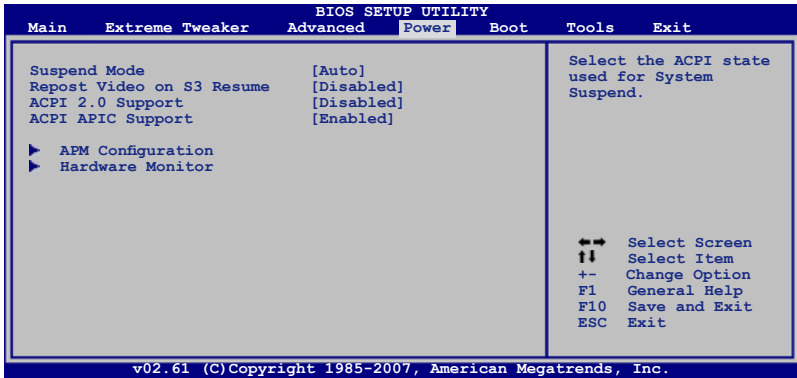 BIOS SETUP UTILITY
Main Extreme Tweaker Advanced Power Boot Tools Exit
Suspend Mode [Auto]
Repost Video on S3 Resume [Disabled]
ACPI 2.0 Support [Disabled]
ACPI APIC Support [Enabled]
APM Configuration
Hardware Monitor
Select the ACPI state
used for System
Suspend.
←→ Select Screen
↑↓ Select Item
+- Change Option
F1 General Help
F10 Save and Exit
ESC Exit
v02.61 (C)Copyright 1985-2007, American Megatrends, Inc.